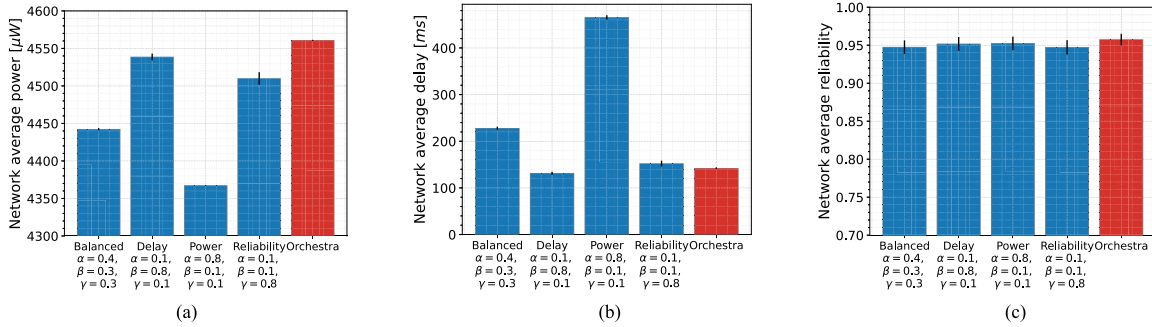 Network average power [μW]
4600
4550
4500
4450
4400
4350
4300
Balanced Delay Power Reliability Orchestra
α = 0.4, α = 0.1, α = 0.8, α = 0.1,
β = 0.3, β = 0.8, β = 0.1, β = 0.1,
γ = 0.3 γ = 0.1 γ = 0.1 γ = 0.8
(a)
Network average delay [ms]
400
300
200
100
0
Balanced Delay Power Reliability Orchestra
α = 0.4, α = 0.1, α = 0.8, α = 0.1,
β = 0.3, β = 0.8, β = 0.1, β = 0.1,
γ = 0.3 γ = 0.1 γ = 0.1 γ = 0.8
(b)
Network average reliability
1.00
0.95
0.90
0.85
0.80
0.75
0.70
Balanced Delay Power Reliability Orchestra
α = 0.4, α = 0.1, α = 0.8, α = 0.1,
β = 0.3, β = 0.8, β = 0.1, β = 0.1,
γ = 0.3 γ = 0.1 γ = 0.1 γ = 0.8
(c)